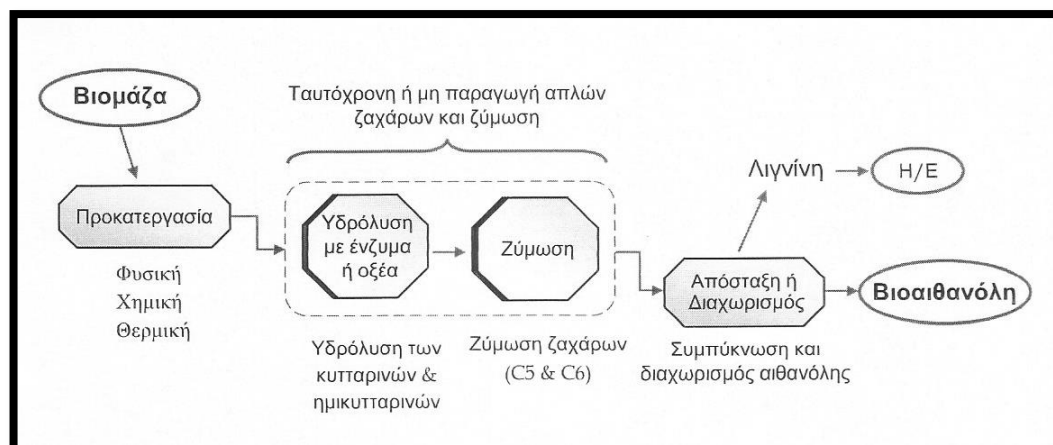 Βιομάζα
Ταυτόχρονη ή μη παραγωγή απλών
ζαχάρων και ζύμωση
Προκατεργασία
Φυσική
Χημική
Θερμική
Υδρόλυση
με ένζυμα
ή οξέα
Υδρόλυση των
κυτταρινών &
ημικυτταρινών
Ζύμωση
Ζύμωση ζαχάρων
(C5 & C6)
Λιγνίνη
Η/Ε
Απόσταξη ή
Διαχωρισμός
Συμπύκνωση και
διαχωρισμός αιθανόλης
Βιοαιθανόλη